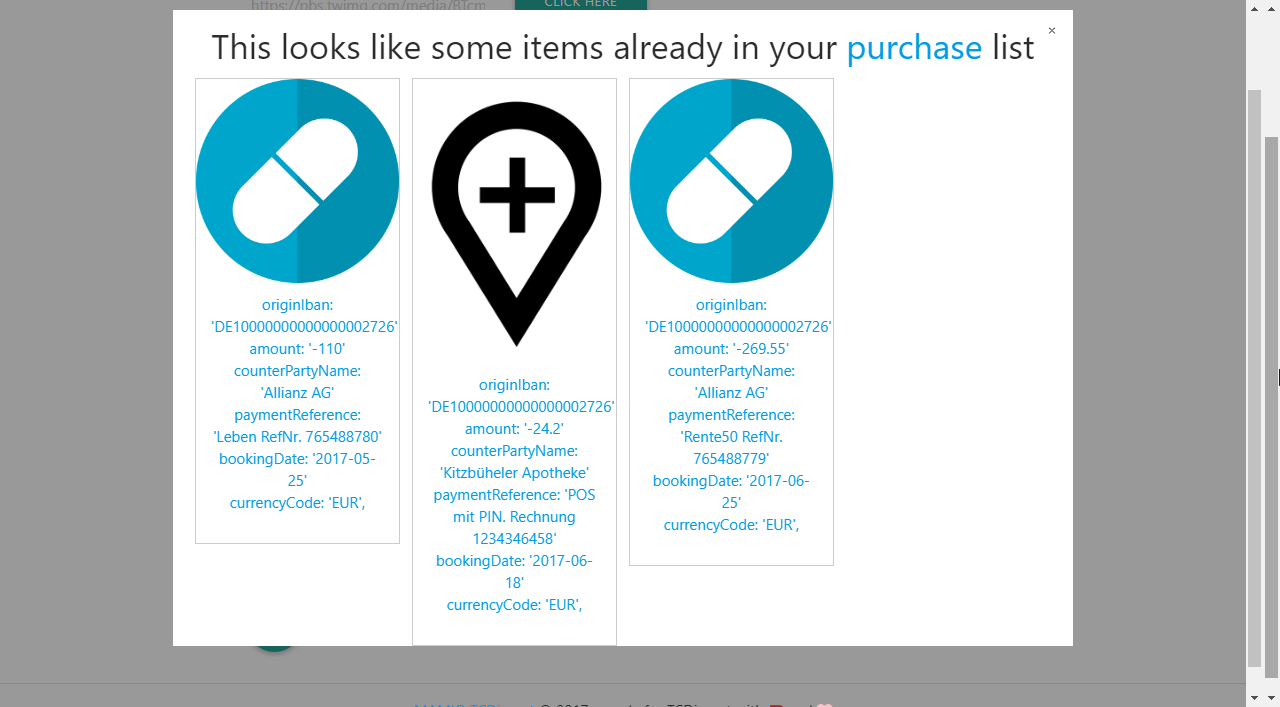 https://pbs.twimg.com/media/BTcm
CLICK HERE
×
This looks like some items already in your purchase list
originIban:
'DE10000000000000002726'
amount: '-110'
counterPartyName:
'Allianz AG'
paymentReference:
'Leben RefNr. 765488780'
bookingDate: '2017-05-
25'
currencyCode: 'EUR',
originIban:
'DE10000000000000002726'
amount: '-24.2'
counterPartyName:
'Kitzbüheler Apotheke'
paymentReference: 'POS
mit PIN. Rechnung
1234346458'
bookingDate: '2017-06-
18'
currencyCode: 'EUR',
originIban:
'DE10000000000000002726'
amount: '-269.55'
counterPartyName:
'Allianz AG'
paymentReference:
'Rente50 RefNr.
765488779'
bookingDate: '2017-06-
25'
currencyCode: 'EUR',